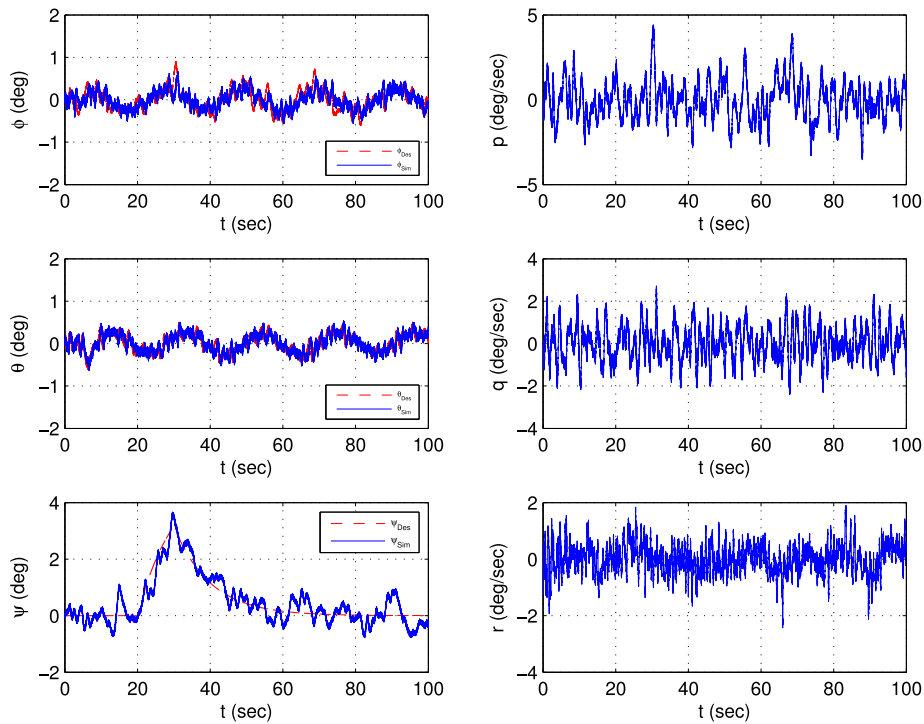 2
1
0
−1
−2
ϕ (deg)
ϕDes
ϕSim
0 20 40 60 80 100
t (sec)
5
0
−5
p (deg/sec)
0 20 40 60 80 100
t (sec)
2
1
0
−1
−2
θ (deg)
θDes
θSim
0 20 40 60 80 100
t (sec)
4
2
0
−2
−4
q (deg/sec)
0 20 40 60 80 100
t (sec)
4
2
0
−2
ψ (deg)
ψDes
ψSim
0 20 40 60 80 100
t (sec)
2
0
−2
−4
r (deg/sec)
0 20 40 60 80 100
t (sec)